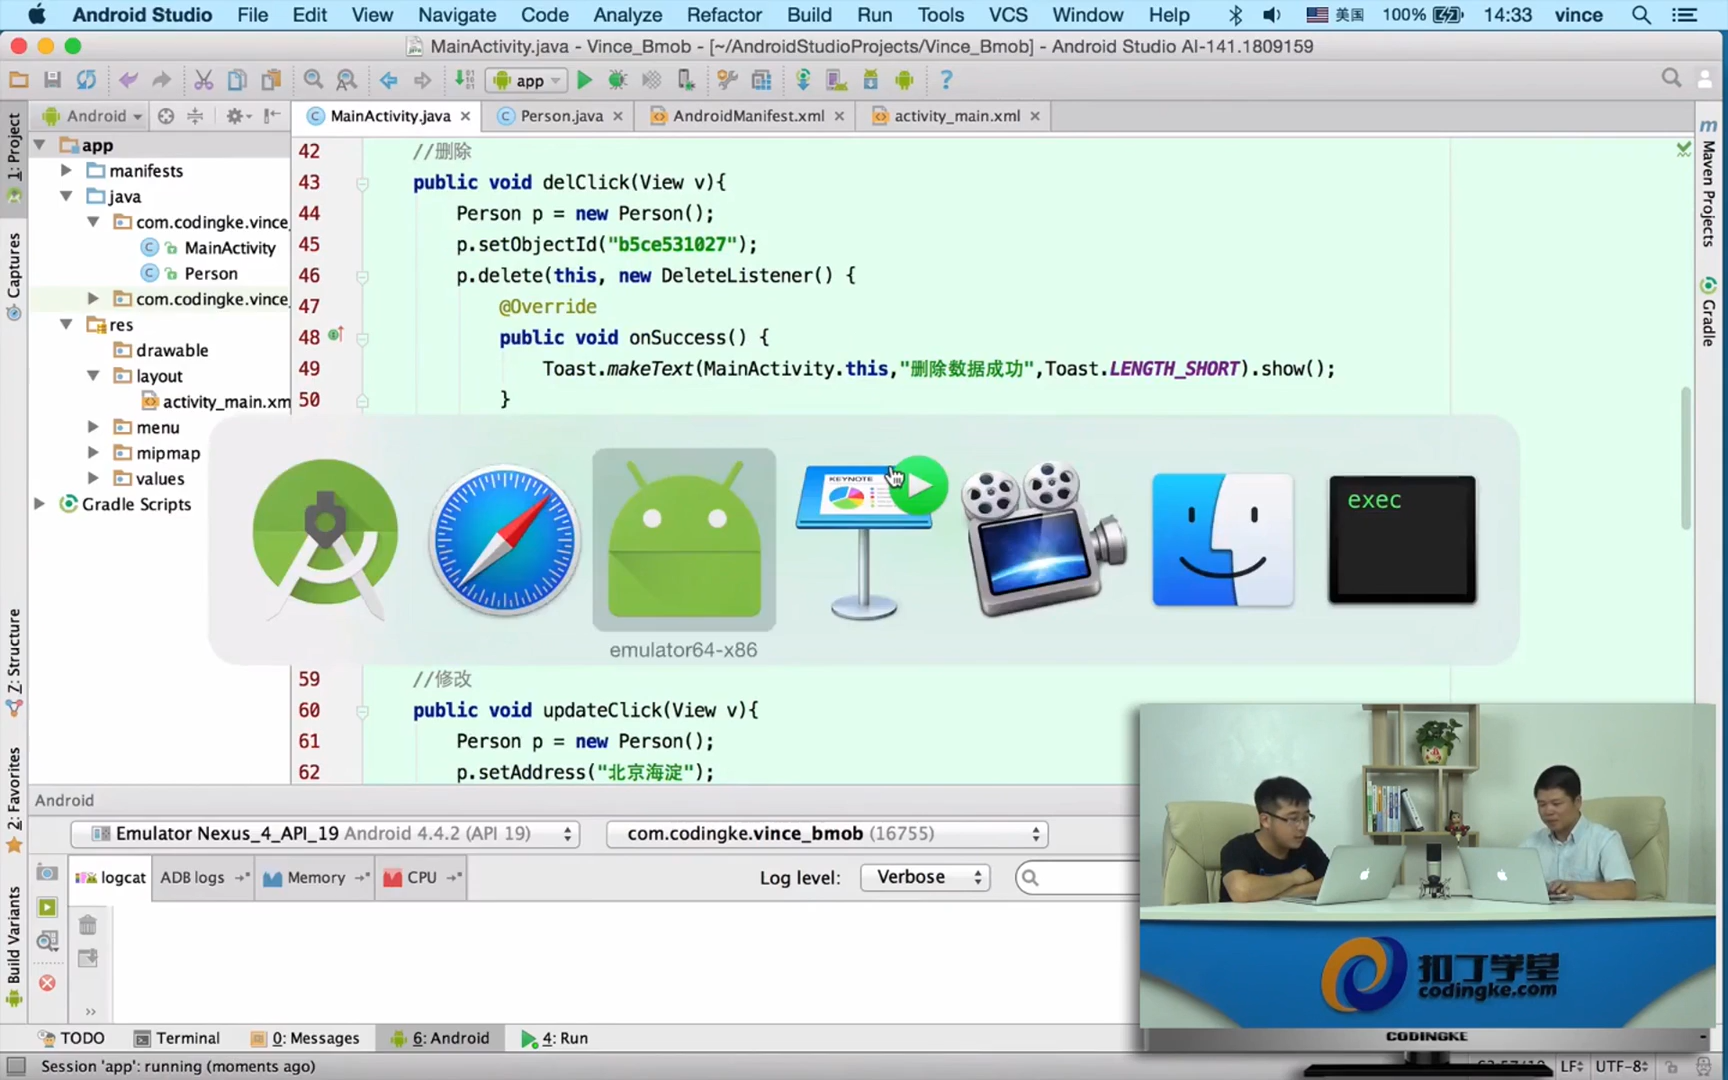 Android Studio File Edit View Navigate Code Analyze Refactor Build Run Tools VCS Window Help 美国 100% 14:33 vince
MainActivity.java - Vince_Bmob - [~/AndroidStudioProjects/Vince_Bmob] - Android Studio AI-141.1809159
app
Android MainActivity.java Person.java AndroidManifest.xml activity_main.xml
1: Project
Captures
Z: Structure
2: Favorites
Build Variants
app
manifests
java
com.codingke.vince_
MainActivity
Person
com.codingke.vince_
res
drawable
layout
activity_main.xm
menu
mipmap
values
Gradle Scripts
42 //删除
43 public void delClick(View v){
44 Person p = new Person();
45 p.setObjectId("b5ce531027");
46 p.delete(this, new DeleteListener() {
47 @Override
48 public void onSuccess() {
49 Toast.makeText(MainActivity.this,"删除数据成功",Toast.LENGTH_SHORT).show();
50 }
KEYNOTE
exec
emulator64-x86
59 //修改
60 public void updateClick(View v){
61 Person p = new Person();
62 p.setAddress("北京海淀");
Maven Projects
Gradle
Android
Emulator Nexus_4_API_19 Android 4.4.2 (API 19) com.codingke.vince_bmob (16755)
logcat ADB logs Memory CPU Log level: Verbose
扣丁学堂
codingke.com
CODINGKE
TODO Terminal 0: Messages 6: Android 4: Run
Session 'app': running (moments ago) LF UTF-8